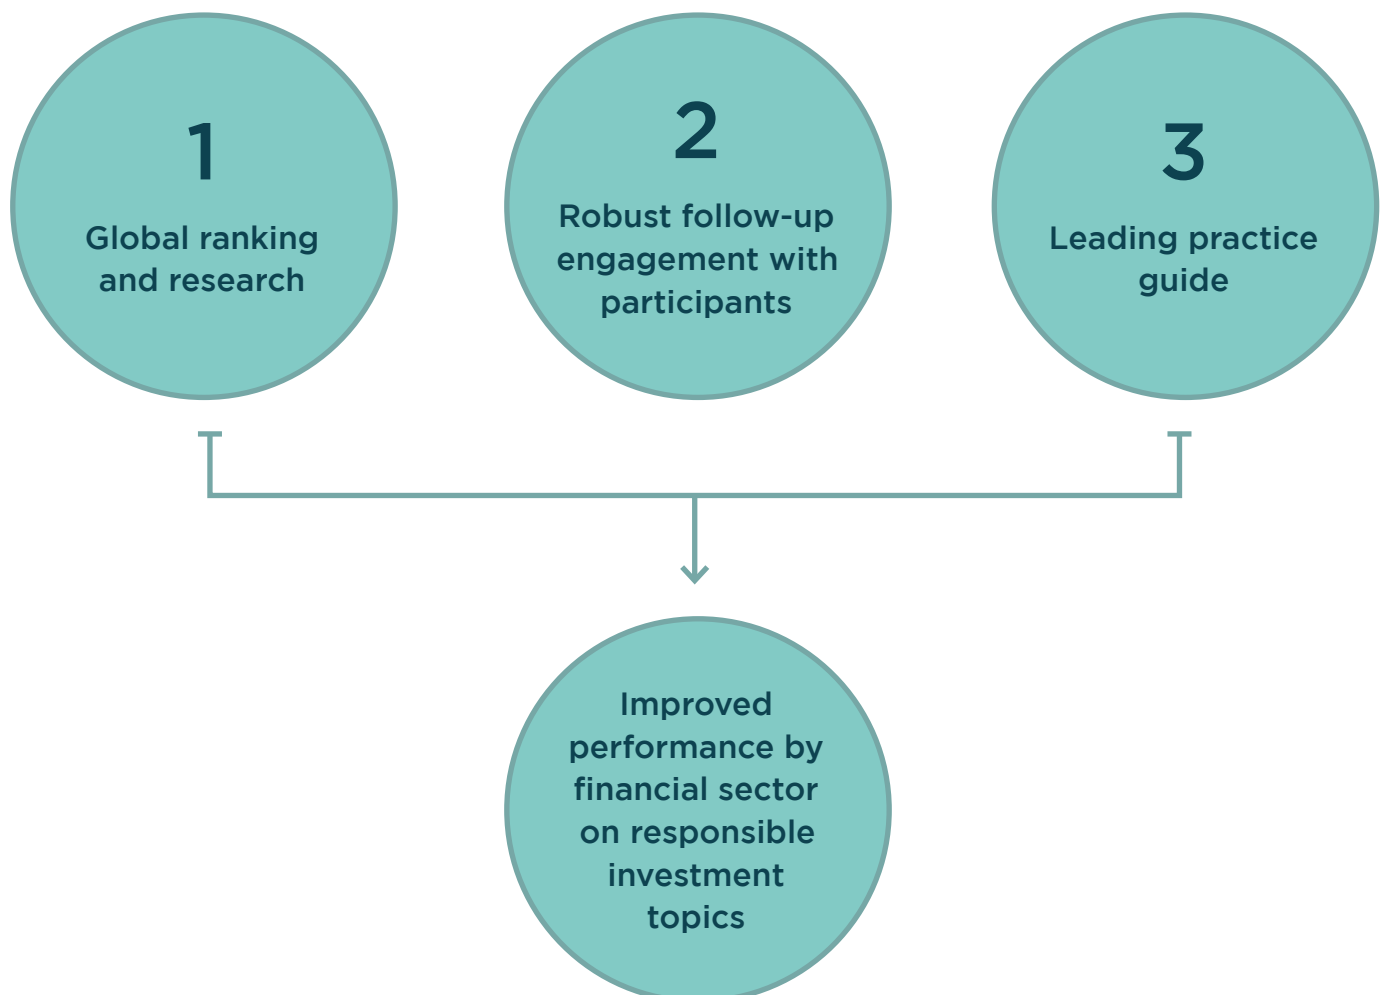 1
Global ranking
and research
2
Robust follow-up
engagement with
participants
3
Leading practice
guide
Improved
performance by
financial sector
on responsible
investment
topics